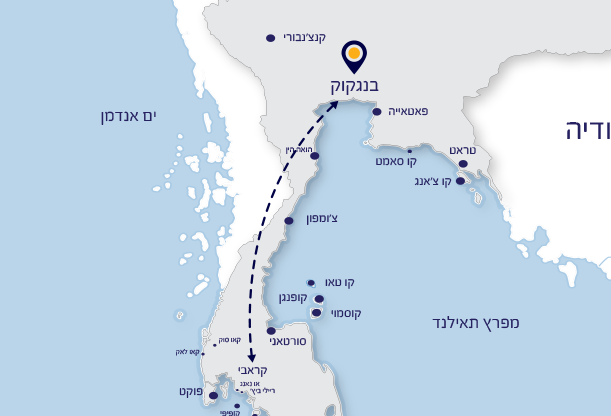 קנצ'נבורי
בנגקוק
פאטאייה
ים אנדמן
ודיה
הואה הין
טראט
קו סאמט
קו צ'אנג
צ'ומפון
קו טאו
קופנגן
קוסמוי
מפרץ תאילנד
סורטאני
קאו סוק
קאו לאק
קראבי
או נאנג
ריילי ביץ'
פוקט
קופיפי